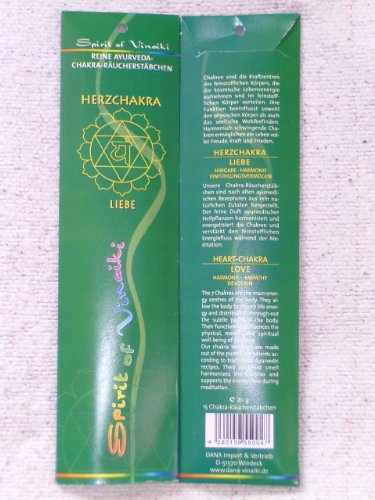 Spirit of Vinaiki
REINE AYURVEDA-
CHAKRA-RÄUCHERSTÄBCHEN
HERZCHAKRA
LIEBE
Spirit of Vinaiki
Chakren sind die Kraftzentren
des feinstofflichen Körpers, die
die kosmische Lebensenergie
aufnehmen und im feinstoff-
lichen Körper verteilen. Ihre
Funktion beeinflusst sowohl
den physischen Körper als auch
das seelische Wohlbefinden.
Harmonisch schwingende Cha-
kren ermöglichen ein Leben vol-
ler Freude, Kraft und Frieden.
HERZCHAKRA
LIEBE
HINGABE · HARMONIE
EINFÜHLUNGSVERMÖGEN
Unsere Chakra-Räucherstäb-
chen sind nach alten ayurvedi-
schen Rezepturen aus rein na-
türlichen Zutaten hergestellt.
Der feine Duft ayurvedischer
Heilpflanzen harmonisiert und
energetisiert die Chakren und
verstärkt den feinstofflichen
Energiefluss während der Me-
ditation.
HEART-CHAKRA
LOVE
HARMONIE · EMPATHY
DEVOTION
The 7 Chakras are the main ener-
gy centres of the body. They al-
low the body to absorb life energy
and distribute it through-out
the subtle parts of the body.
Their function influences the
physical, mental and spiritual
well-being of
Our chakra are made
out of the purest ingredients ac-
cording to traditional ayurvedic
recipes. Their smell
harmonizes the chakras and
supports the energy flow during
meditation.
℮ 20 g
15 Chakra-Räucherstäbchen
4 260159 550047
DANA Import & Vertrieb
D-51570 Windeck
www.dana-vinaiki.de